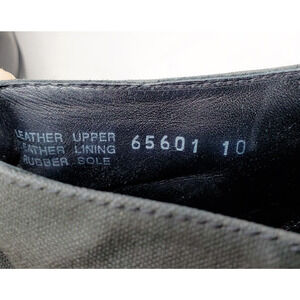 LEATHER UPPER
LEATHER LINING 65601 10
RUBBER SOLE